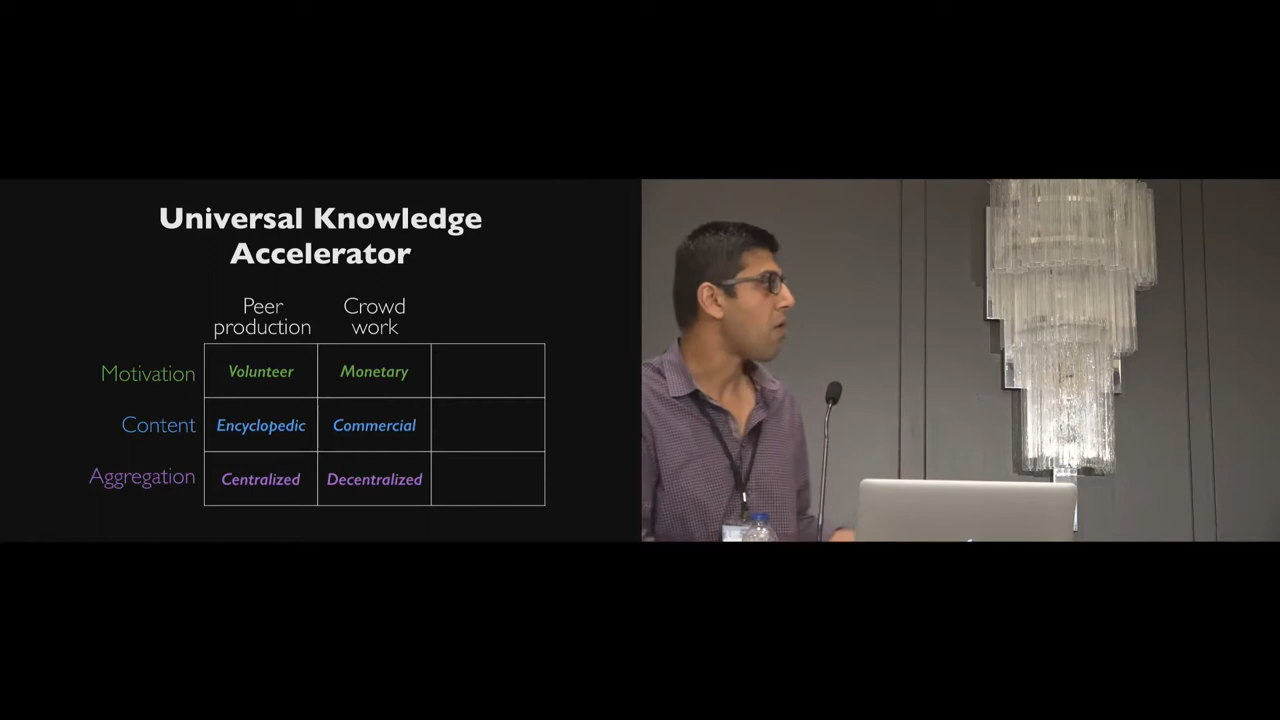 Universal Knowledge
Accelerator
Peer
production
Crowd
work
Motivation Volunteer Monetary
Content Encyclopedic Commercial
Aggregation Centralized Decentralized